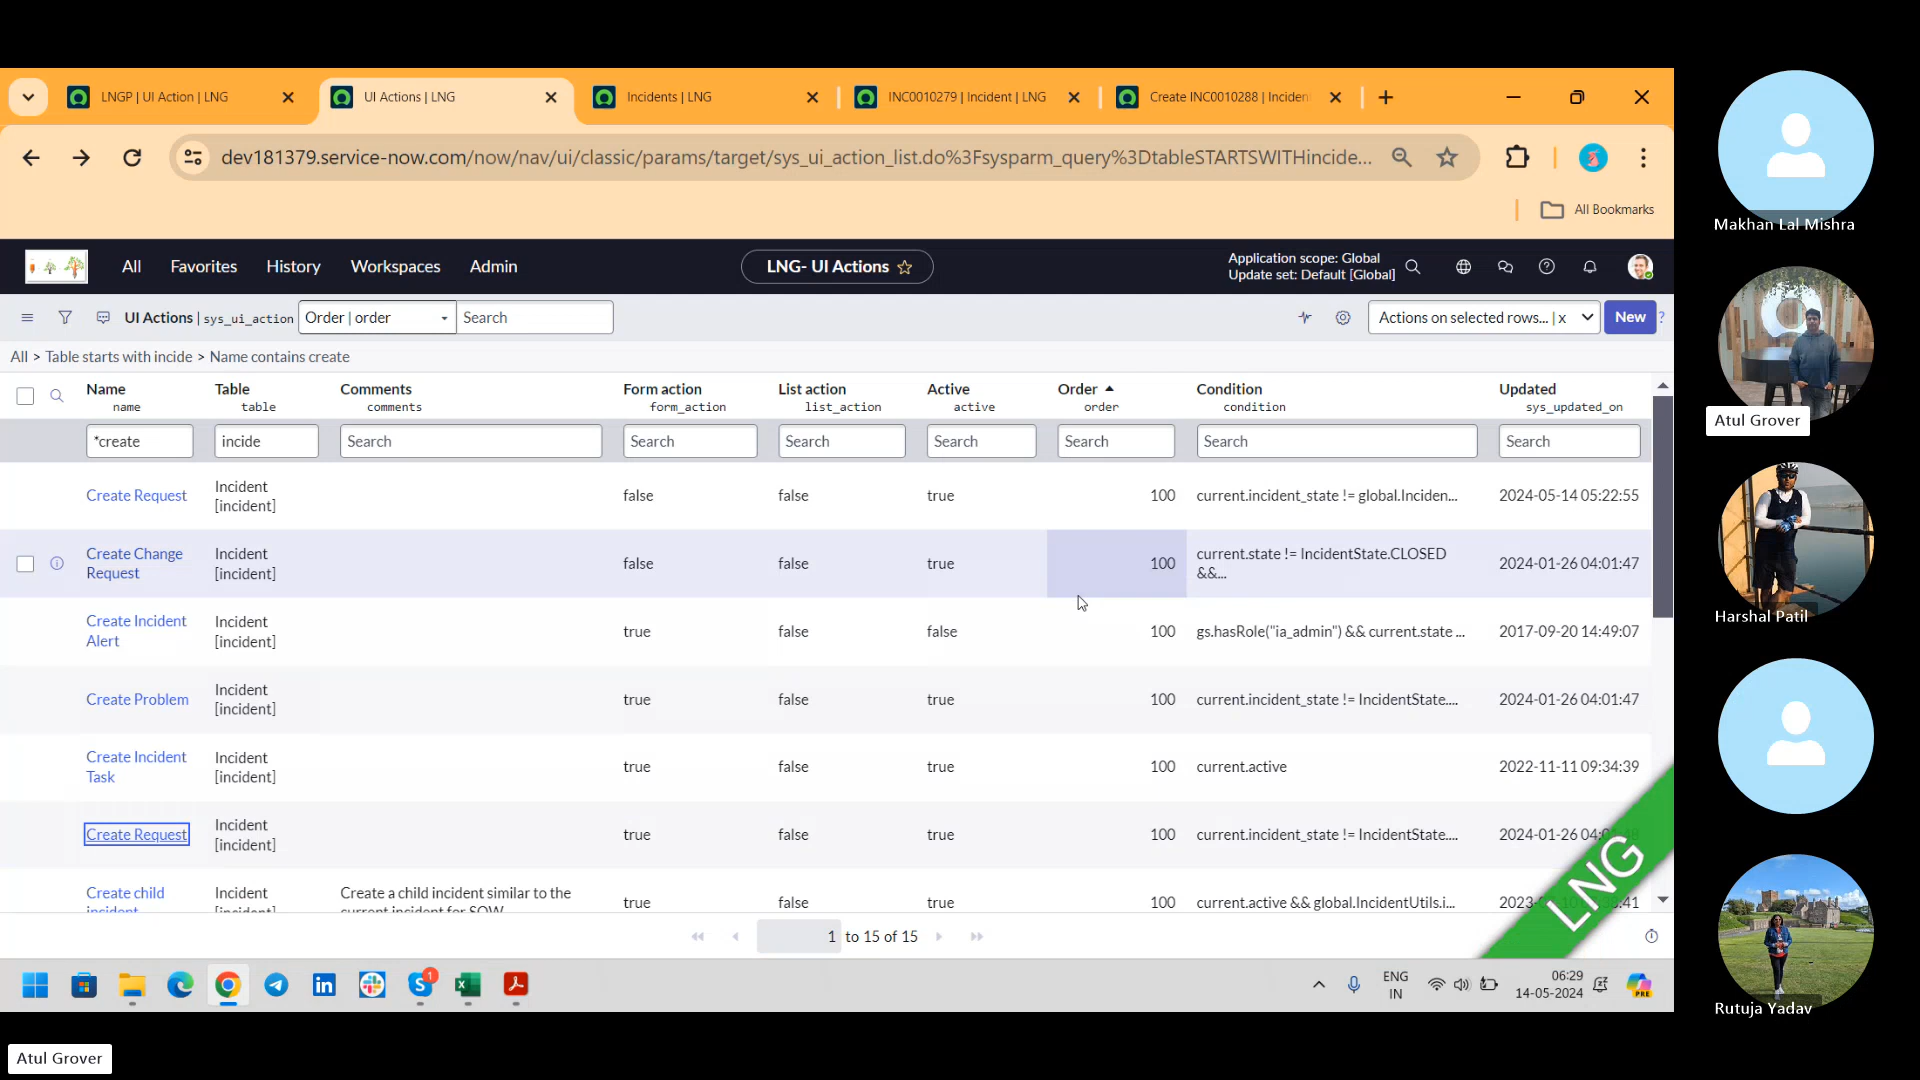 LNGP | UI Action | LNG
UI Actions | LNG
Incidents | LNG
INC0010279 | Incident | LNG
Create INC0010288 | Inciden
dev181379.service-now.com/now/nav/ui/classic/params/target/sys_ui_action_list.do%3Fsysparm_query%3DtableSTARTSWITHincide...
All Bookmarks
All
Favorites
History
Workspaces
Admin
LNG- UI Actions
Application scope: Global
Update set: Default [Global]
UI Actions | sys_ui_action
Order | order
Search
Actions on selected rows... | x
New
?
All > Table starts with incide > Name contains create
Name Table Comments Form action List action Active Order Condition Updated
name table comments form_action list_action active order condition sys_updated_on
*create incide Search Search Search Search Search Search Search
Create Request Incident [incident] false false true 100 current.incident_state != global.Inciden... 2024-05-14 05:22:55
Create Change Request Incident [incident] false false true 100 current.state != IncidentState.CLOSED &&... 2024-01-26 04:01:47
Create Incident Alert Incident [incident] true false false 100 gs.hasRole("ia_admin") && current.state ... 2017-09-20 14:49:07
Create Problem Incident [incident] true false true 100 current.incident_state != IncidentState.... 2024-01-26 04:01:47
Create Incident Task Incident [incident] true false true 100 current.active 2022-11-11 09:34:39
Create Request Incident [incident] true false true 100 current.incident_state != IncidentState.... 2024-01-26
Create child incident Incident [incident] Create a child incident similar to the current incident for SOW true false true 100 current.active && global.IncidentUtils.i...
1 to 15 of 15
LNG
1
ENG
IN
06:29
14-05-2024
PRE
Makhan Lal Mishra
Atul Grover
Harshal Patil
Rutuja Yadav
Atul Grover